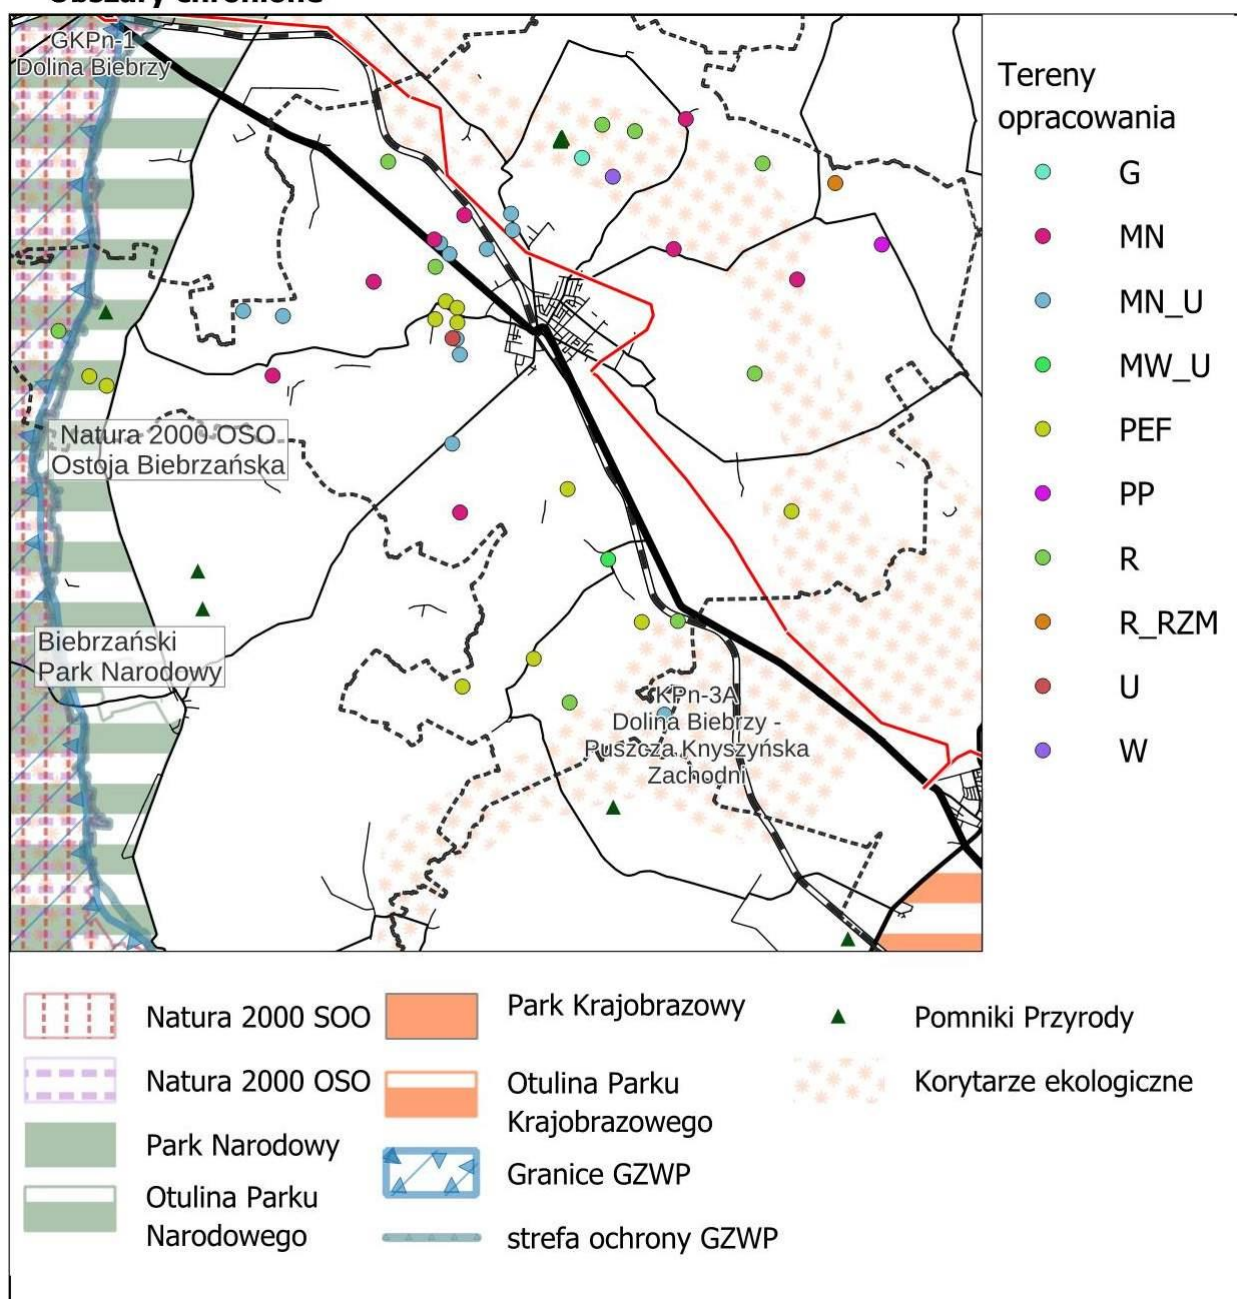 Obszary chronione
GKPn-1
Dolina Biebrzy
Natura 2000 OSO
Ostoja Biebrzańska
Biebrzański
Park Narodowy
KPn-3A
Dolina Biebrzy -
Puszcza Knyszyńska
Zachodni
Tereny
opracowania
G
MN
MN_U
MW_U
PEF
PP
R
R_RZM
U
W
Natura 2000 SOO
Natura 2000 OSO
Park Narodowy
Otulina Parku
Narodowego
Park Krajobrazowy
Otulina Parku
Krajobrazowego
Granice GZWP
strefa ochrony GZWP
Pomniki Przyrody
Korytarze ekologiczne